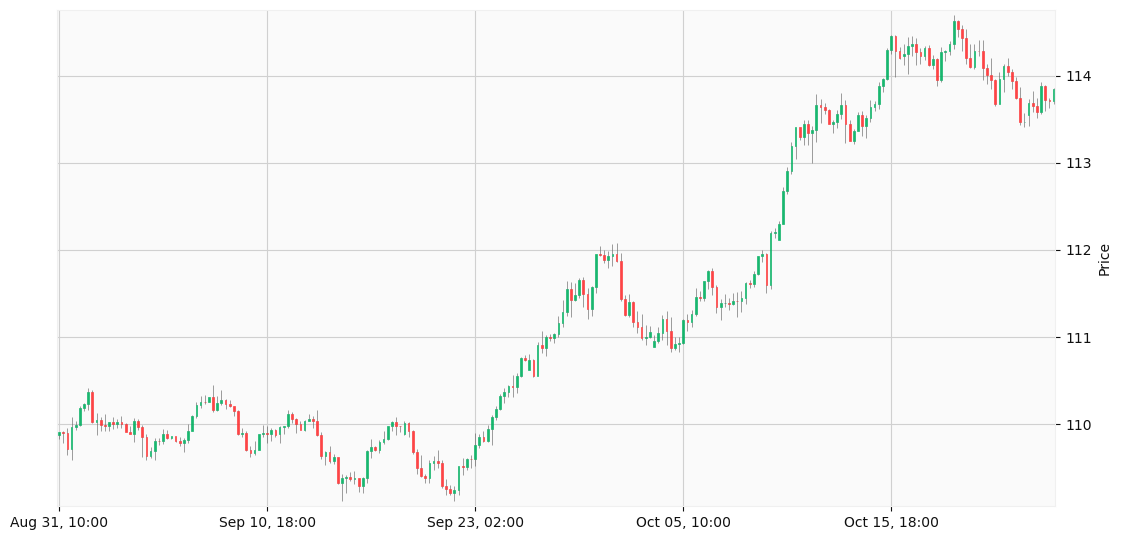 114
113
112
111
110
Price
Aug 31, 10:00
Sep 10, 18:00
Sep 23, 02:00
Oct 05, 10:00
Oct 15, 18:00